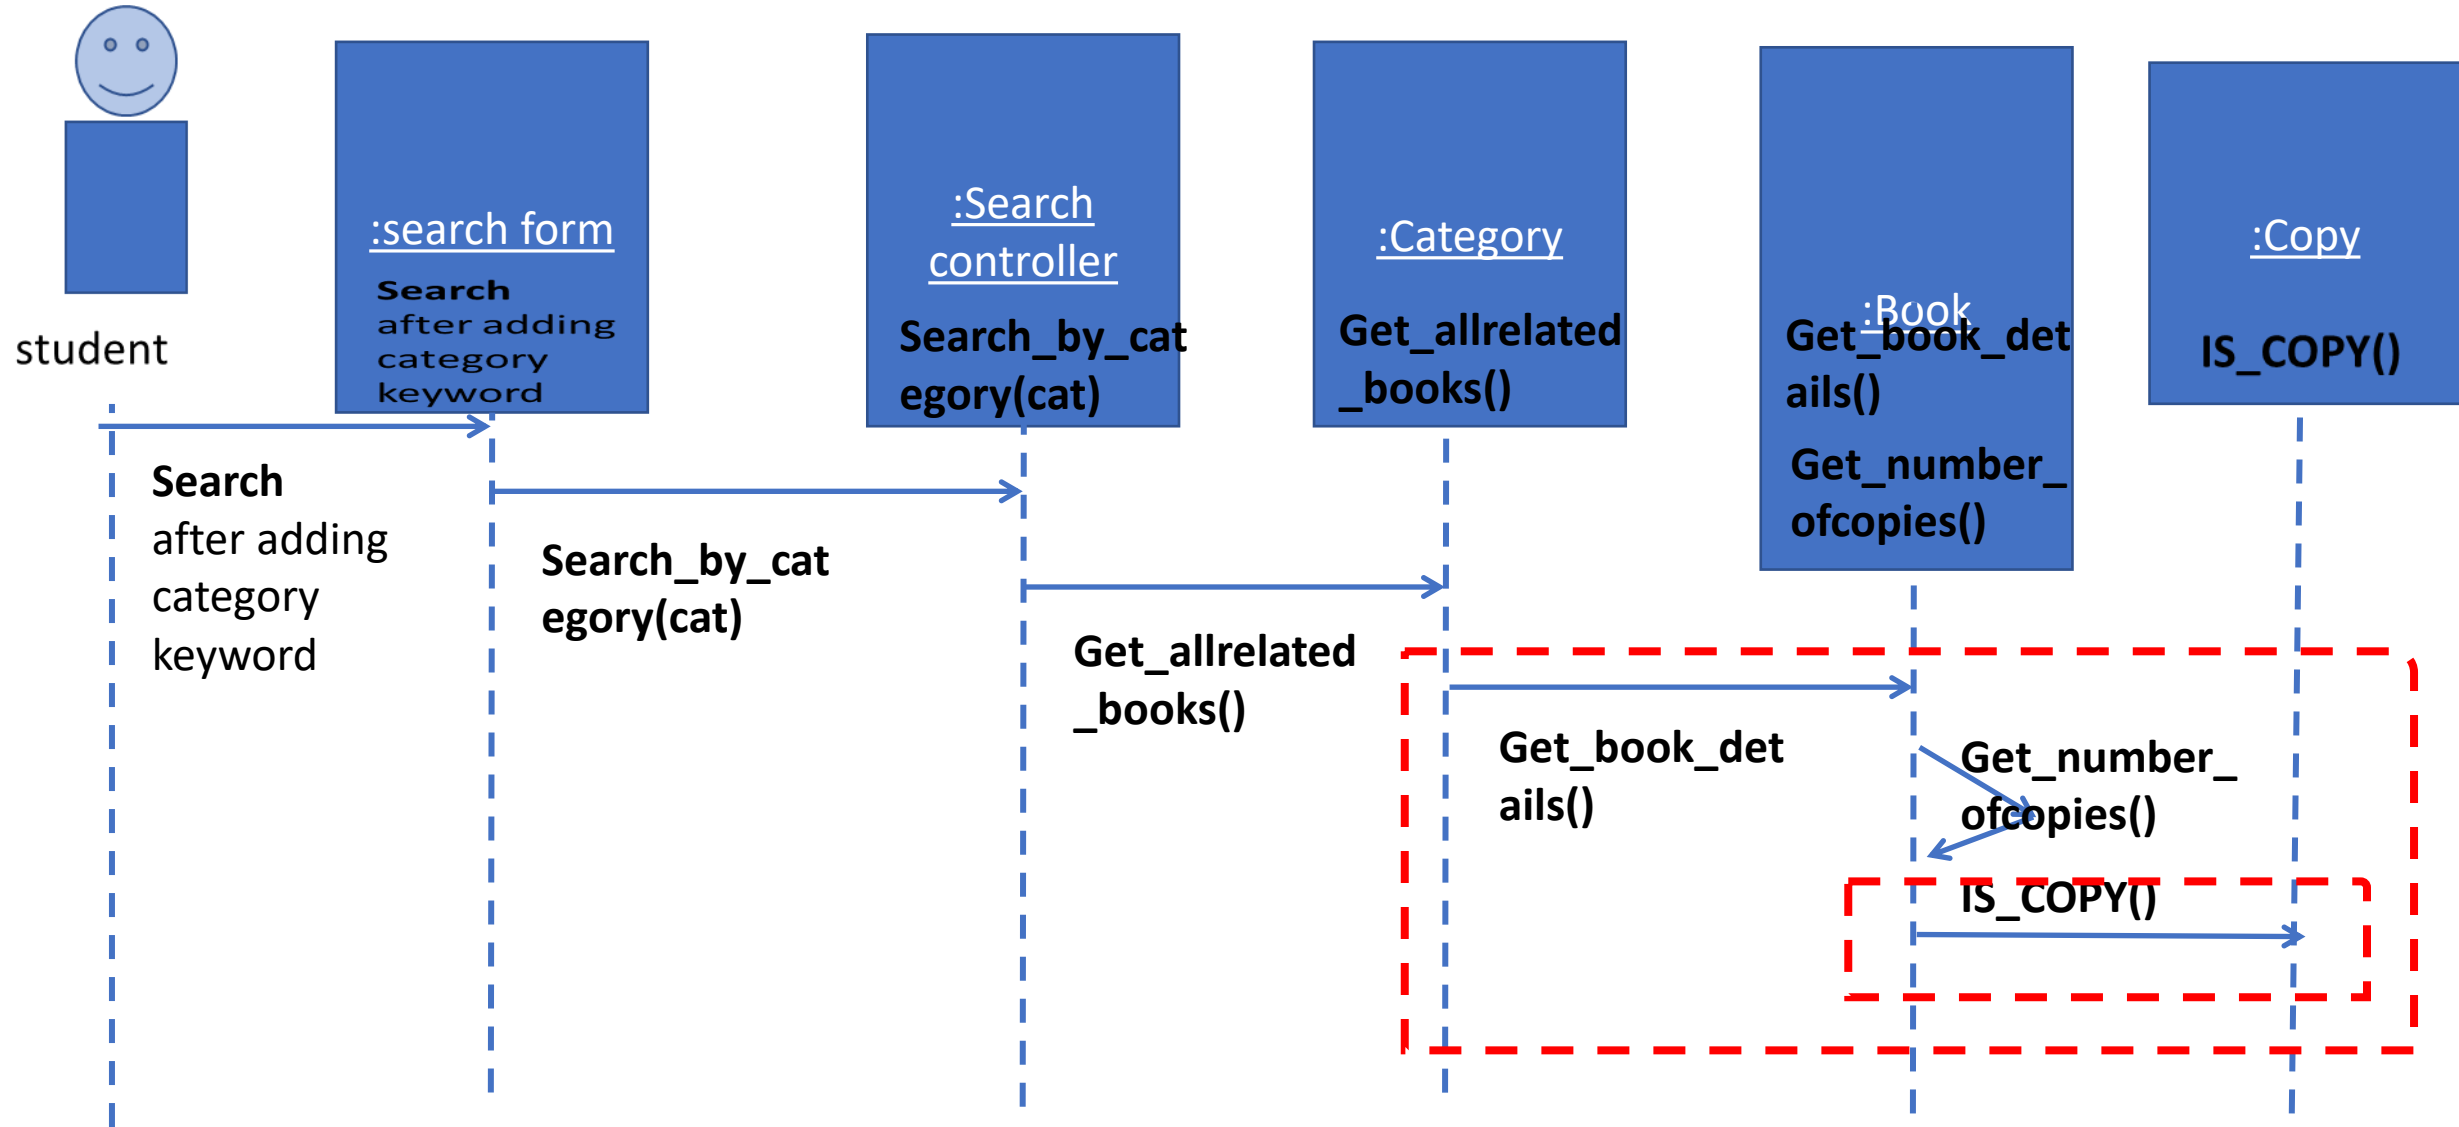 student
:search form
Search
after adding
category
keyword
:Search
controller
Search_by_cat
egory(cat)
:Category
Get_allrelated
_books()
:Book
Get_book_det
ails()
Get_number_
ofcopies()
:Copy
IS_COPY()
Search
after adding
category
keyword
Search_by_cat
egory(cat)
Get_allrelated
_books()
Get_book_det
ails()
Get_number_
ofcopies()
IS_COPY()